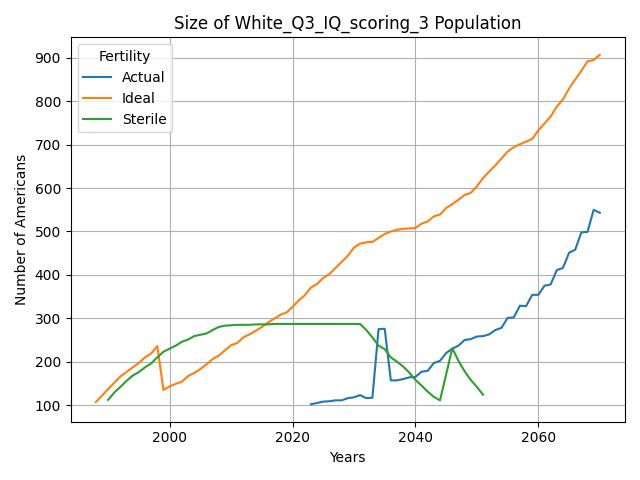 Size of White_Q3_IQ_scoring_3 Population
Fertility
Actual
Ideal
Sterile
Number of Americans
900
800
700
600
500
400
300
200
100
2000 2020 2040 2060
Years